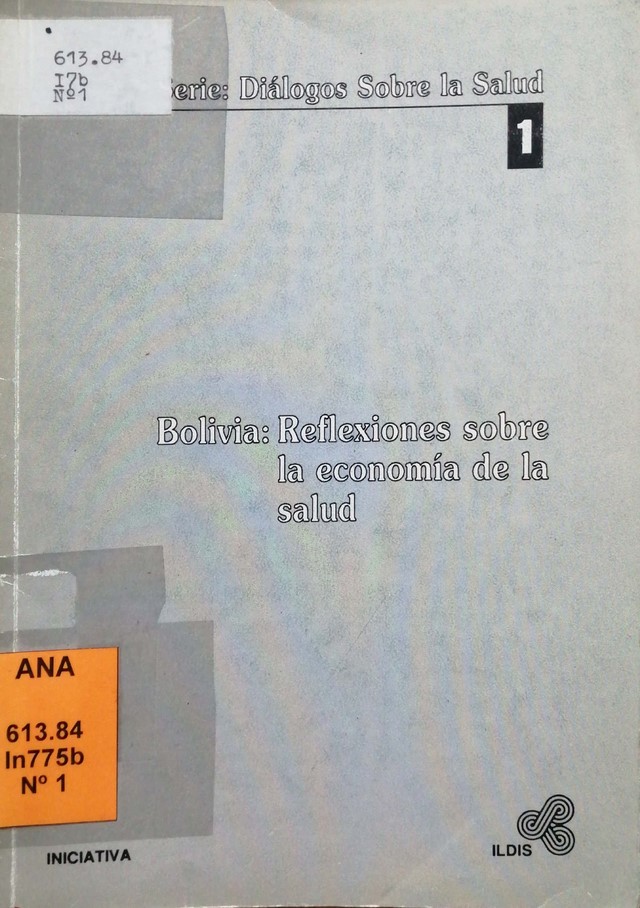 613.84
I7b
Nº1
Serie: Diálogos Sobre la Salud
1
Bolivia: Reflexiones sobre
la economía de la
salud
ANA
613.84
In775b
Nº 1
INICIATIVA
ILDIS